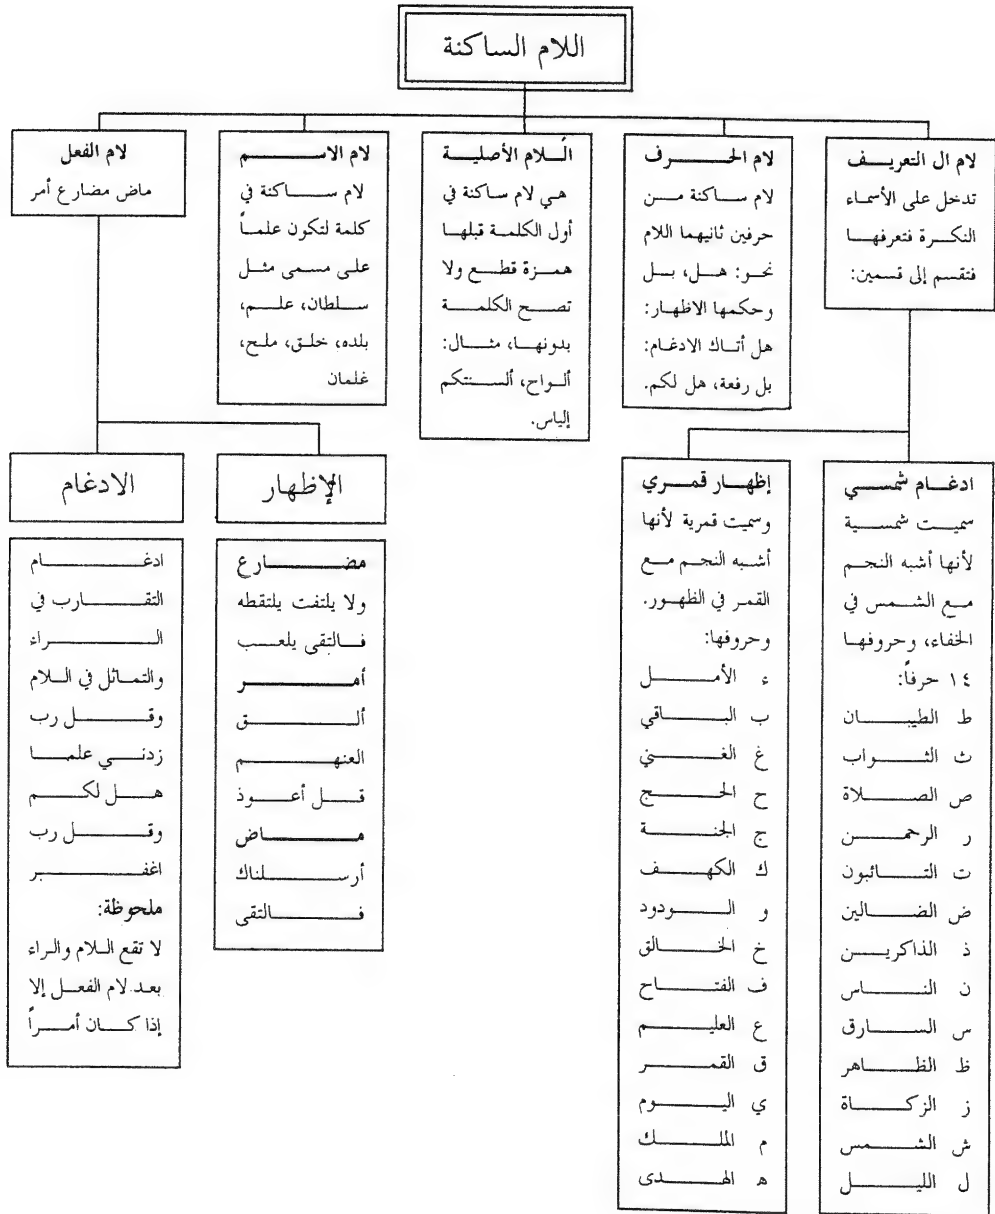 اللام الساكنة
لام ال التعريف
تدخل على الأسماء
النكرة فتعرفها
فتقسم إلى قسمين:
لام الحرف
لام ساكنة من
حرفين ثانيهما اللام
نحو: هل، بل
وحكمها الاظهار:
هل أتاك الادغام:
بل رفعة، هل لكم.
اللام الأصلية
هي لام ساكنة في
أول الكلمة قبلها
همزة قطع ولا
تصح الكلمة
بدونها، مثال:
ألواح، ألسنتكم
إلياس.
لام الاسم
لام ساكنة في
كلمة لتكون علماً
على مسمى مثل
سلطان، علم،
بلده، خلق، ملح،
غلمان
لام الفعل
ماض مضارع أمر
ادغام شمسي
سميت شمسية
لأنها أشبه النجم
مع الشمس في
الخفاء، وحروفها
١٤ حرفاً:
ط الطيبان
ث الثواب
ص الصلاة
ر الرحمن
ت التائبون
ض الضالين
ذ الذاكرين
ن الناس
س السارق
ظ الظاهر
ز الزكاة
ش الشمس
ل الليل
إظهار قمري
وسميت قمرية لأنها
أشبه النجم مع
القمر في الظهور.
وحروفها:
ء الأمل
ب الباقي
غ الغني
ح الحج
ج الجنة
ك الكهف
و الودود
خ الخالق
ف الفتاح
ع العليم
ق القمر
ي اليوم
م الملك
ه الهدى
الإظهار
مضارع
ولا يلتفت يلتقطه
فالتقى يلعب
أمر
ألق
العنهم
قل أعوذ
ماض
أرسلناك
فالتقى
الادغام
ادغام
التقارب في
الراء
والتماثل في اللام
وقل رب
زدني علما
هل لكم
وقل رب
اغفر
ملحوظة:
لا تقع اللام والراء
بعد لام الفعل إلا
إذا كان أمراً